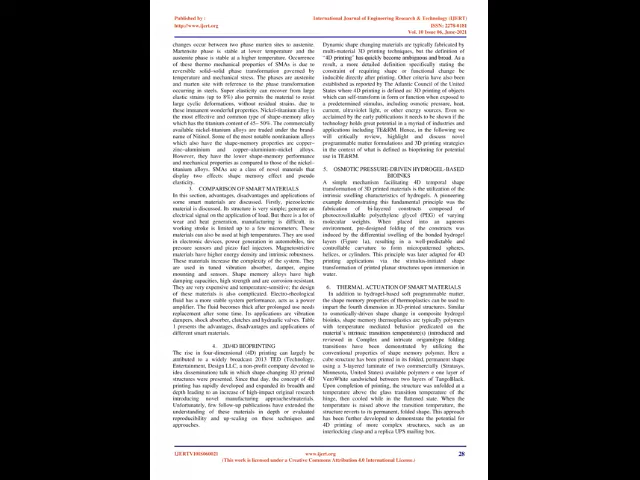 Published by :
International Journal of Engineering Research & Technology (IJERT)
http://www.ijert.org
ISSN: 2278-0181
Vol. 10 Issue 06, June-2021
changes occur between two phase marten sites to austenite.
Martensite phase is stable at lower temperature and the
austenite phase is stable at a higher temperature. Occurrence
of these thermo mechanical properties of SMAs is due to
reversible solid–solid phase transformation governed by
temperature and mechanical stress. The phases are austenite
and marten site with reference to the phase transformation
occurring in steels. Super elasticity can recover from large
elastic strains (up to 8%) also permits the material to resist
large cyclic deformations, without residual strains, due to
these immanent wonderful properties. Nickel-titanium alloy is
the most effective and common type of shape-memory alloy
which has the titanium content of 45– 50%. The commercially
available nickel-titanium alloys are traded under the brand-
name of Nitinol. Some of the most notable nontitanium alloys
which also have the shape-memory properties are copper–
zinc–aluminium and copper–aluminium–nickel alloys.
However, they have the lower shape-memory performance
and mechanical properties as compared to those of the nickel-
titanium alloys. SMAs are a class of novel materials that
display two effects: shape memory effect and pseudo
elasticity.
3. COMPARISON OF SMART MATERIALS
In this section, advantages, disadvantages and applications of
some smart materials are discussed. Firstly, piezoelectric
material is discussed. Its structure is very simple; generate an
electrical signal on the application of load. But there is a lot of
wear and heat generation, manufacturing is difficult, its
working stroke is limited up to a few micrometers. These
materials can also be used at high temperatures. They are used
in electronic devices, power generation in automobiles, tire
pressure sensors and piezo fuel injectors. Magnetostrictive
materials have higher energy density and intrinsic robustness.
These materials increase the complexity of the system. They
are used in tuned vibration absorber, damper, engine
mounting and sensors. Shape memory alloys have high
damping capacities, high strength and are corrosion-resistant.
They are very expensive and temperature-sensitive; the design
of these materials is also complicated. Electro-rheological
fluid has a more stable system performance, acts as a power
amplifier. The fluid becomes thick after prolonged use needs
replacement after some time. Its applications are vibration
dampers, shock absorber, clutches and hydraulic valves. Table
1 presents the advantages, disadvantages and applications of
different smart materials.
4. 3D/4D BIOPRINTING
The rise in four-dimensional (4D) printing can largely be
attributed to a widely broadcast 2013 TED (Technology,
Entertainment, Design LLC, a non-profit company devoted to
idea dissemination) talk in which shape-changing 3D printed
structures were presented. Since that day, the concept of 4D
printing has rapidly developed and expanded its breadth and
depth leading to an increase of high-impact original research
introducing novel manufacturing approaches/materials.
Unfortunately, few follow-up publications have extended the
understanding of these materials in depth or evaluated
reproducibility and up-scaling on these techniques and
approaches.
Dynamic shape changing materials are typically fabricated by
multi-material 3D printing techniques, but the definition of
"4D printing" has quickly become ambiguous and broad. As a
result, a more detailed definition specifically stating the
constraint of requiring shape or functional change be
inducible directly after printing. Other criteria have also been
established as reported by The Atlantic Council of the United
States where 4D printing is defined as: 3D printing of objects
which can self-transform in form or function when exposed to
a predetermined stimulus, including osmotic pressure, heat,
current, ultraviolet light, or other energy sources. Even so
acclaimed by the early publications it needs to be shown if the
technology holds great potential in a myriad of industries and
applications including TE&RM. Hence, in the following we
will critically review, highlight and discuss novel
programmable matter formulations and 3D printing strategies
in the context of what is defined as bioprinting for potential
use in TE&RM.
5. OSMOTIC PRESSURE-DRIVEN HYDROGEL-BASED
BIOINKS
A simple mechanism facilitating 4D temporal shape
transformation of 3D printed materials is the utilization of the
intrinsic swelling characteristics of hydrogels. A pioneering
example demonstrating this fundamental principle was the
fabrication of bi-layered constructs composed of
photocrosslinkable polyethylene glycol (PEG) of varying
molecular weights. When placed into an aqueous
environment, pre-designed folding of the constructs was
induced by the differential swelling of the bonded hydrogel
layers (Figure 1a), resulting in a well-predictable and
controllable curvature to form micropatterned spheres,
helices, or cylinders. This principle was later adapted for 4D
printing applications via the stimulus-initiated shape
transformation of printed planar structures upon immersion in
water.
6. THERMAL ACTUATION OF SMART MATERIALS
In addition to hydrogel-based soft programmable matter,
the shape memory properties of thermoplastics can be used to
impart the fourth dimension in 3D-printed structures. Similar
to osmotically-driven shape change in composite hydrogel
bioinks, shape memory thermoplastics are typically polymers
with temperature mediated behavior predicated on the
material's intrinsic transition temperature(s) (introduced and
reviewed in Complex and intricate origamitype folding
transitions have been demonstrated by utilizing the
conventional properties of shape memory polymer. Here a
cube structure has been printed in its folded, permanent shape
using a 3-layered laminate of two commercially (Stratasys,
Minnesota, United States) available polymers o one layer of
VeroWhite sandwiched between two layers of TangoBlack.
Upon completion of printing, the structure was unfolded at a
temperature above the glass transition temperature of the
hinge, then cooled while in the flattened state. When the
temperature is raised above the transition temperature, the
structure reverts to its permanent, folded shape. This approach
has been further developed to demonstrate the potential for
4D printing of more complex structures, such as an
interlocking clasp and a replica UPS mailing box.
IJERTV10IS060021
www.ijert.org
28
(This work is licensed under a Creative Commons Attribution 4.0 International License.)